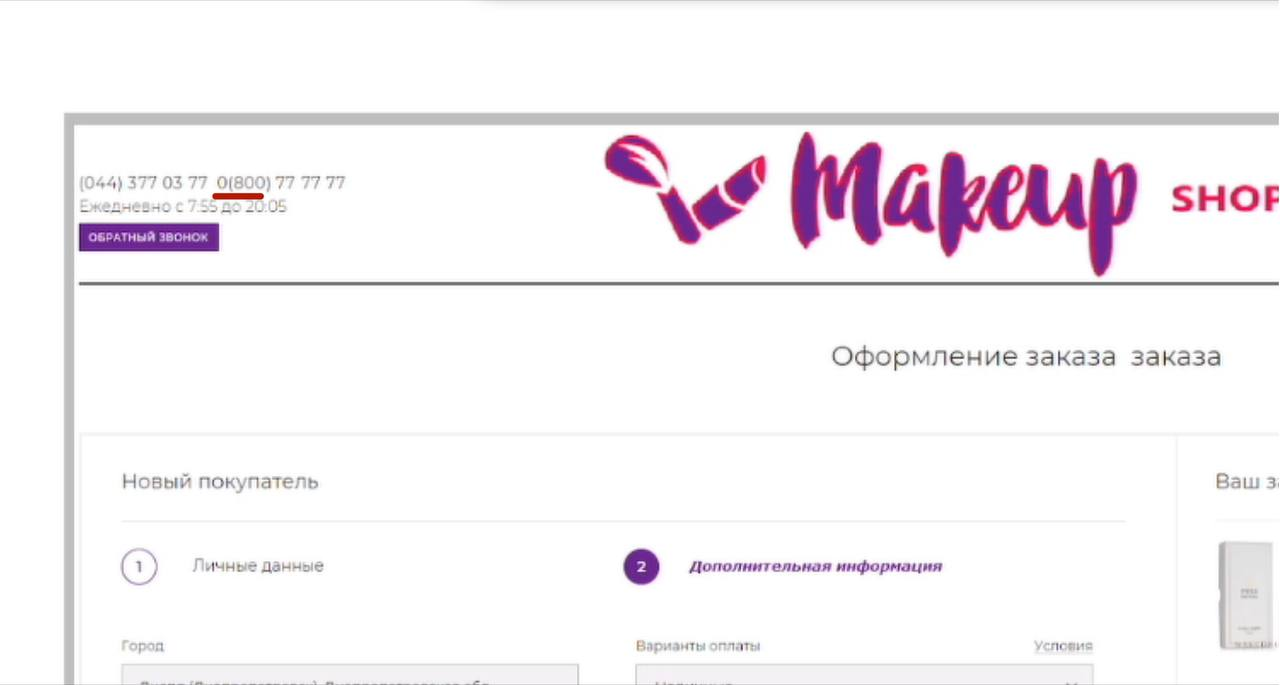 (044) 377 03 77 0(800) 77 77 77
Ежедневно с 7:55 до 20:05
ОБРАТНЫЙ ЗВОНОК
Makeup SHOP
Оформление заказа заказа
Новый покупатель
Ваш
1 Личные данные
2 Дополнительная информация
Город
Варианты оплаты Условия